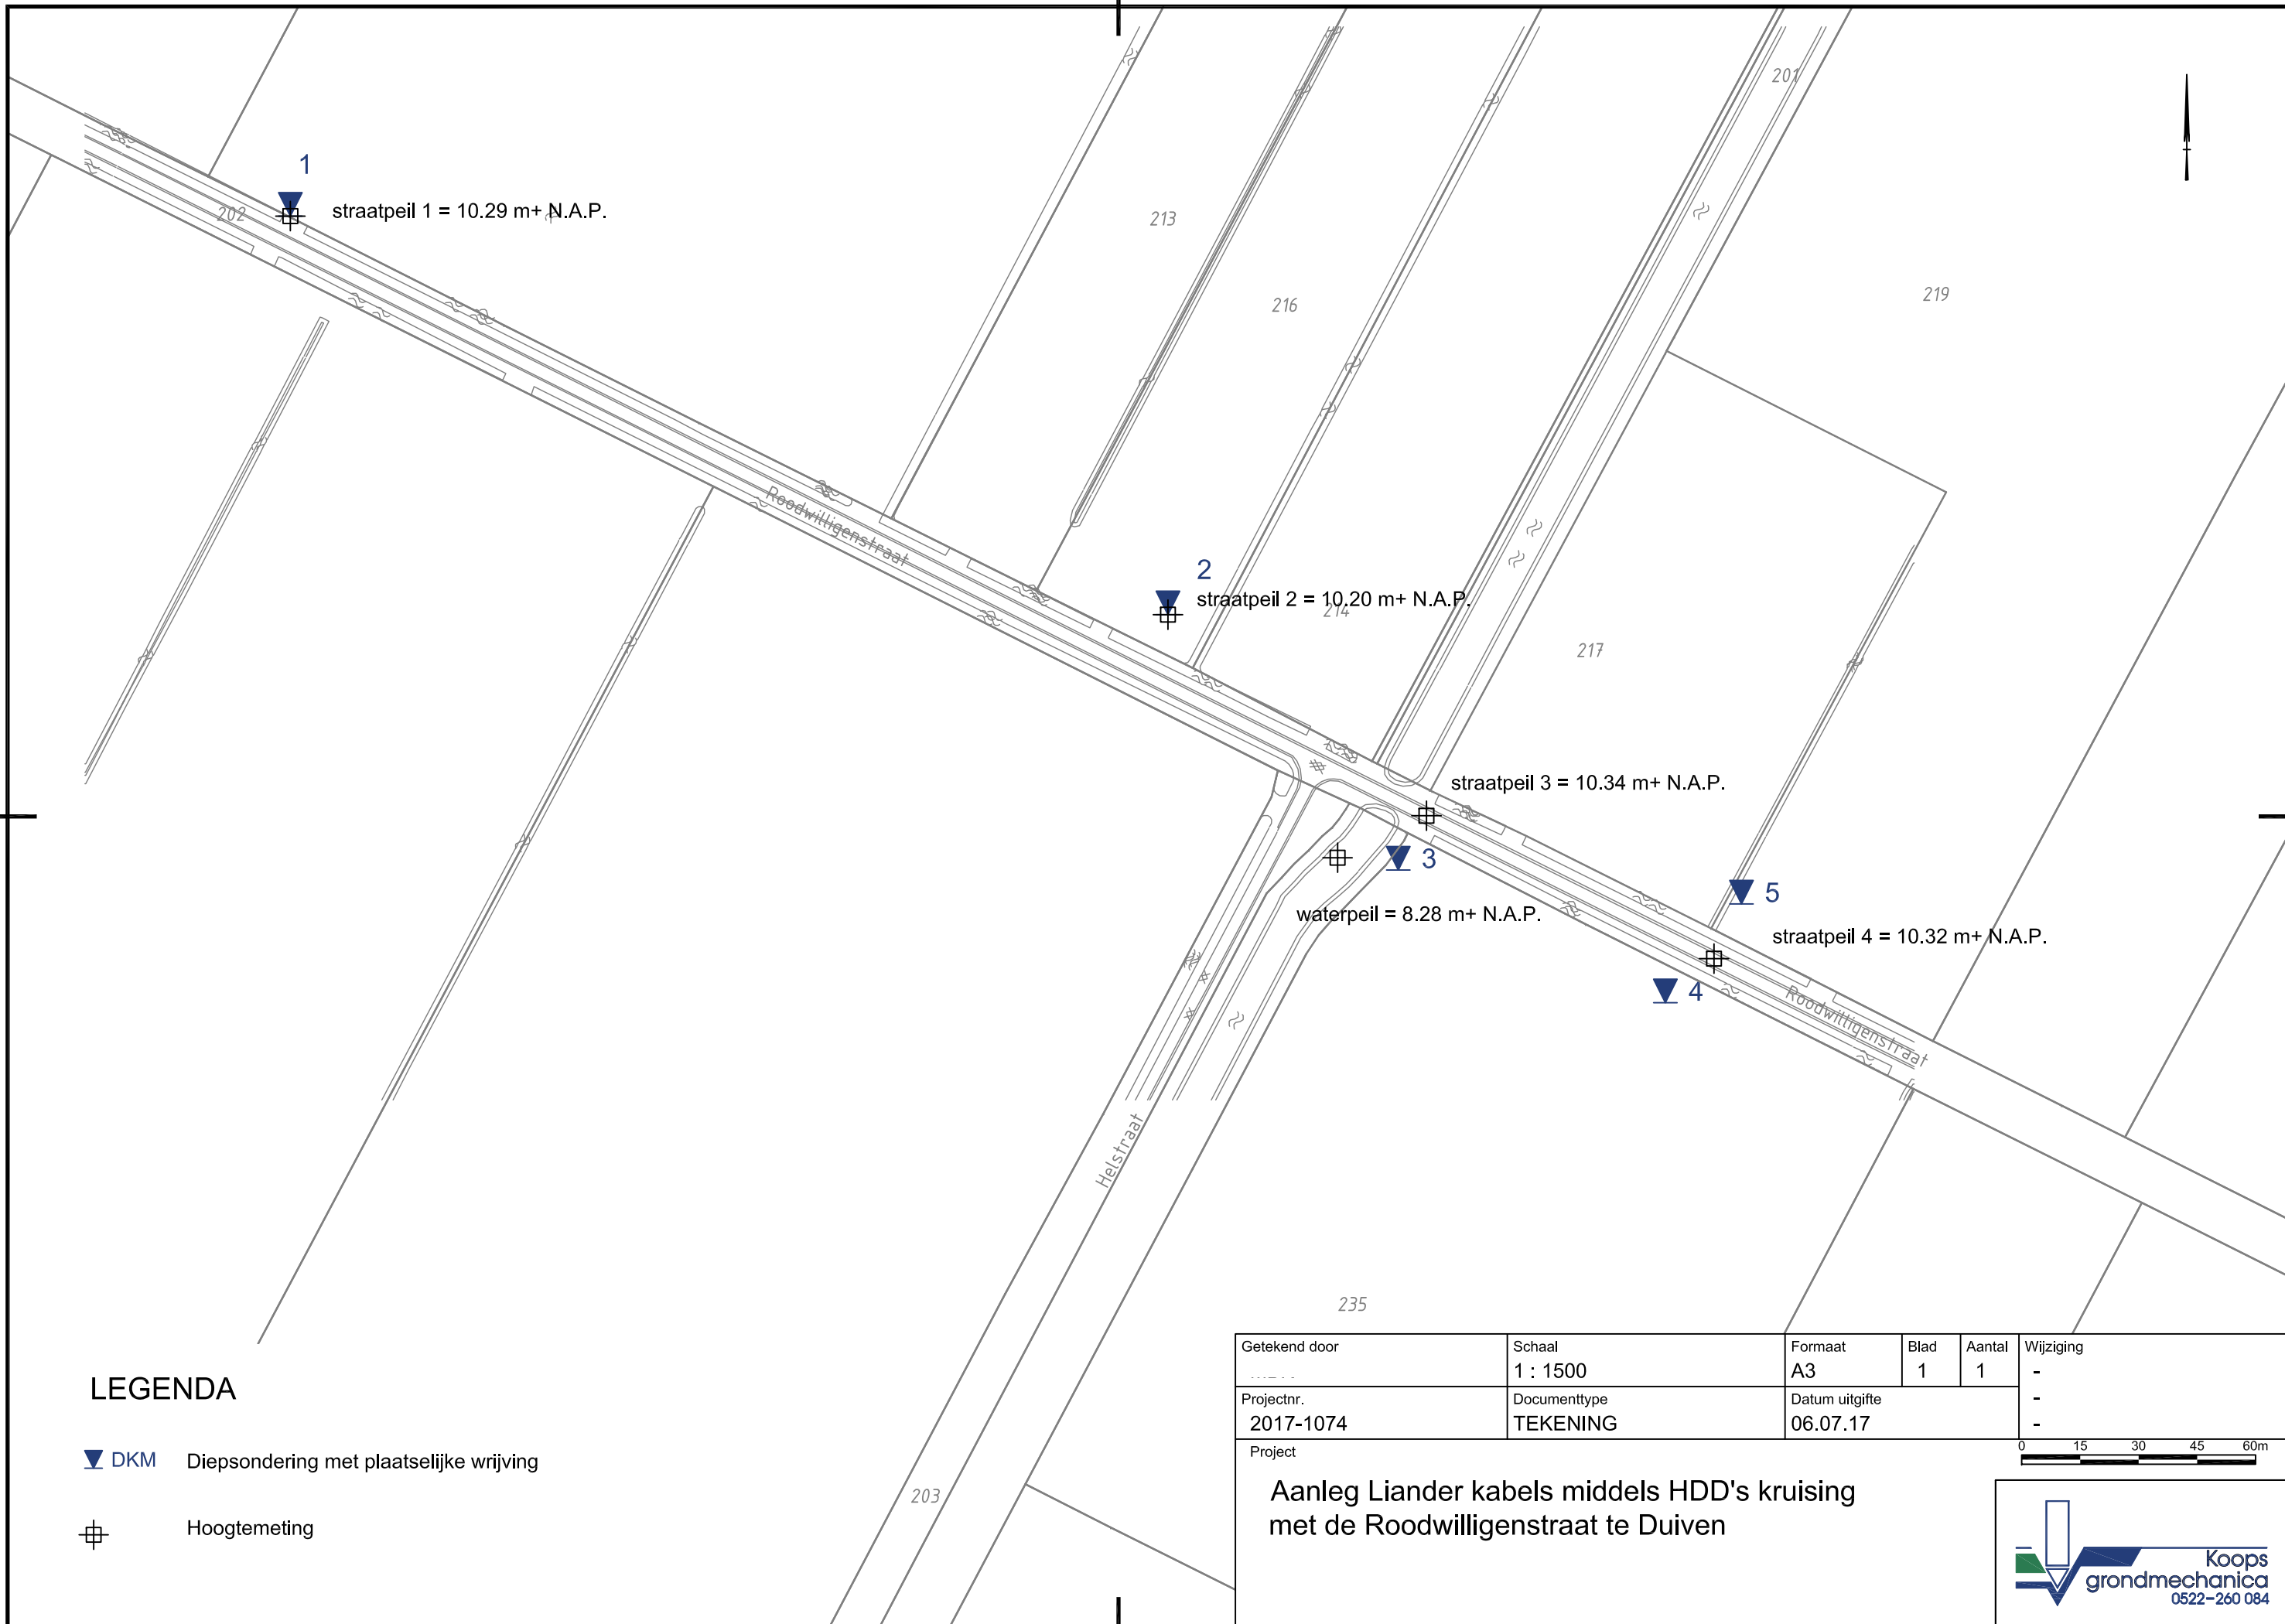 201
1
202
straatpeil 1 = 10.29 m+ N.A.P.
213
219
216
Roodwilligenstraat
2
straatpeil 2 = 10.20 m+ N.A.P.
214
217
straatpeil 3 = 10.34 m+ N.A.P.
3
5
waterpeil = 8.28 m+ N.A.P.
straatpeil 4 = 10.32 m+ N.A.P.
4
Roodwilligenstraat
Helstraat
235
203
LEGENDA
DKM Diepsondering met plaatselijke wrijving
Hoogtemeting
Getekend door Schaal Formaat Blad Aantal Wijziging
1 : 1500 A3 1 1 -
-
Projectnr. Documenttype Datum uitgifte
2017-1074 TEKENING 06.07.17 -
Project
0 15 30 45 60m
Aanleg Liander kabels middels HDD's kruising
met de Roodwilligenstraat te Duiven
Koops
grondmechanica
0522-260 084